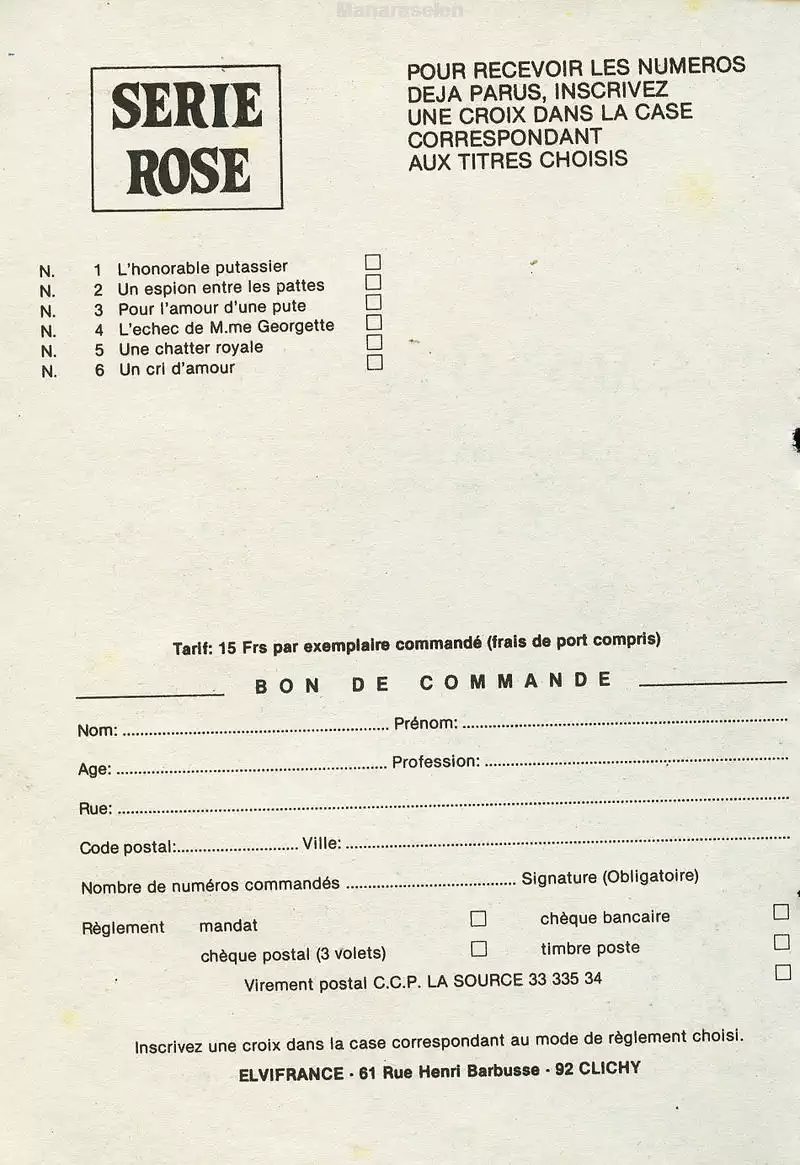 Manaraselen
SERIE
ROSE
POUR RECEVOIR LES NUMEROS
DEJA PARUS, INSCRIVEZ
UNE CROIX DANS LA CASE
CORRESPONDANT
AUX TITRES CHOISIS
N. 1 L'honorable putassier
N. 2 Un espion entre les pattes
N. 3 Pour l'amour d'une pute
N. 4 L'echec de M.me Georgette
N. 5 Une chatter royale
N. 6 Un cri d'amour
Tarif: 15 Frs par exemplaire commandé (frais de port compris)
BON DE COMMANDE
Nom: Prénom:
Age: Profession:
Rue:
Code postal: Ville:
Nombre de numéros commandés Signature (Obligatoire)
Règlement mandat chèque bancaire
chèque postal (3 volets) timbre poste
Virement postal C.C.P. LA SOURCE 33 335 34
Inscrivez une croix dans la case correspondant au mode de règlement choisi.
ELVIFRANCE - 61 Rue Henri Barbusse - 92 CLICHY